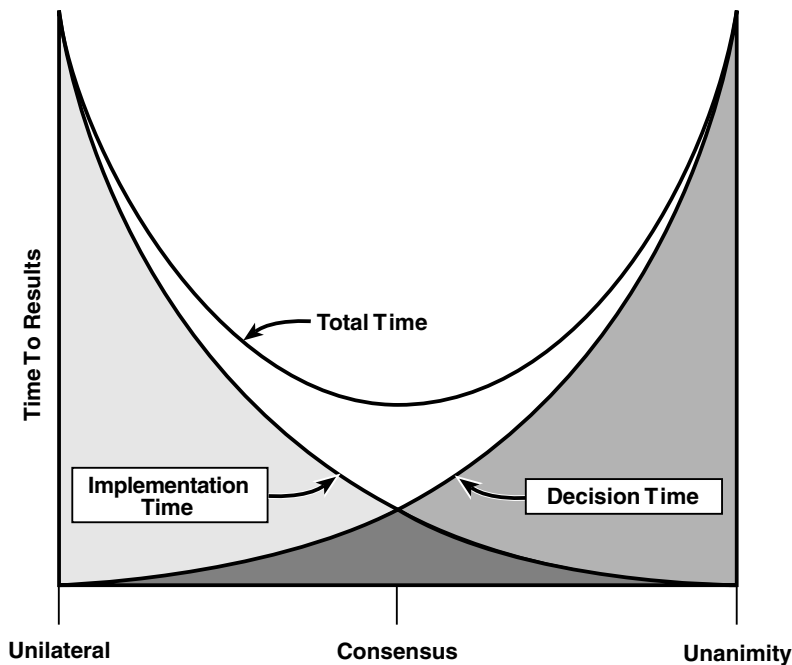 Time To Results
Total Time
Implementation
Time
Decision Time
Unilateral
Consensus
Unanimity